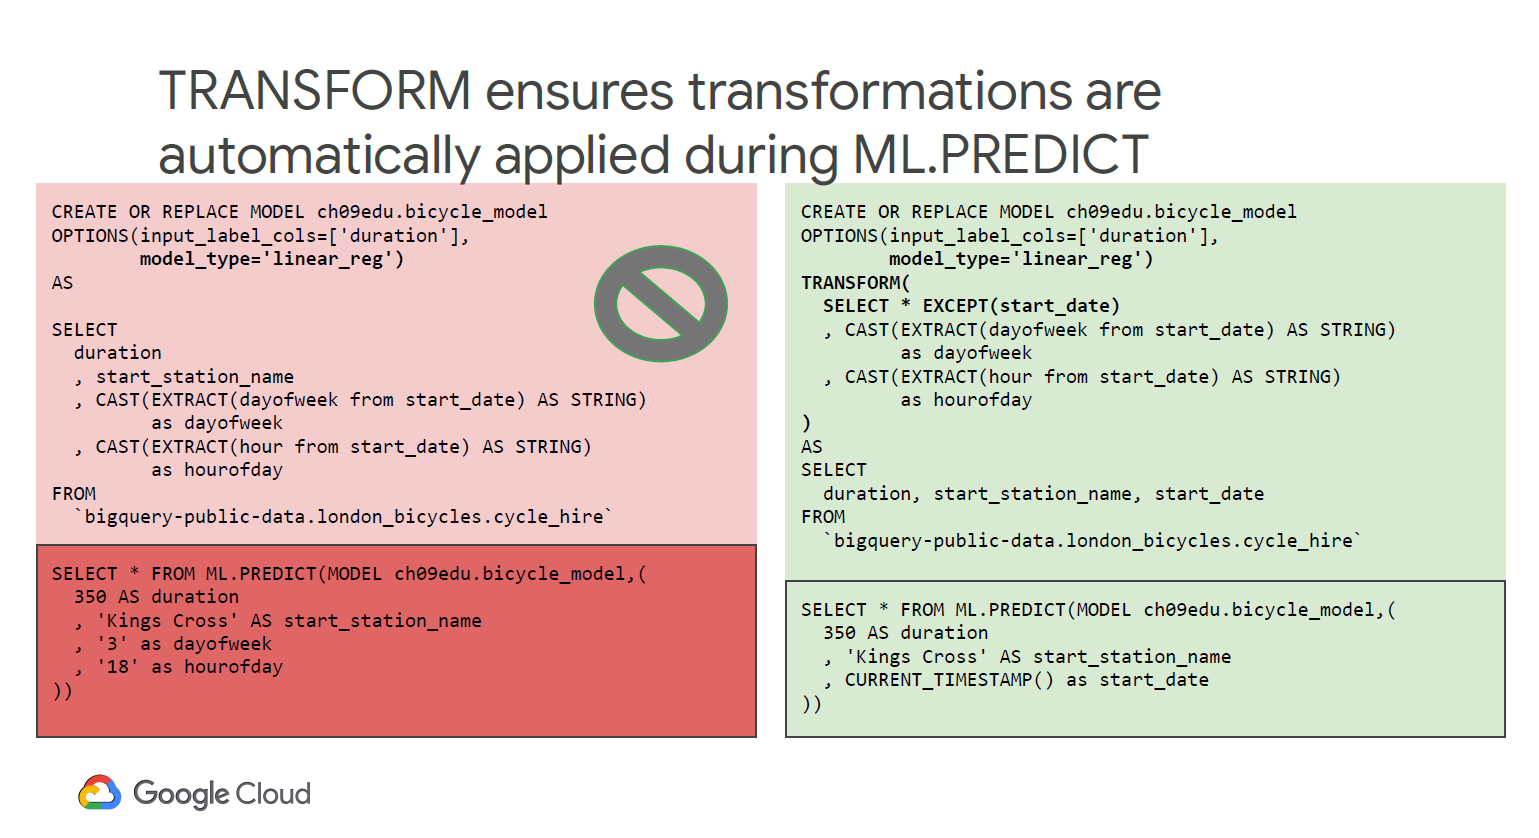 TRANSFORM ensures transformations are
automatically applied during ML.PREDICT
CREATE OR REPLACE MODEL ch09edu.bicycle_model
OPTIONS(input_label_cols=['duration'],
        model_type='linear_reg')
AS
SELECT
  duration
  , start_station_name
  , CAST(EXTRACT(dayofweek from start_date) AS STRING)
         as dayofweek
  , CAST(EXTRACT(hour from start_date) AS STRING)
         as hourofday
FROM
  `bigquery-public-data.london_bicycles.cycle_hire`
SELECT * FROM ML.PREDICT(MODEL ch09edu.bicycle_model,(
  350 AS duration
  , 'Kings Cross' AS start_station_name
  , '3' as dayofweek
  , '18' as hourofday
))
CREATE OR REPLACE MODEL ch09edu.bicycle_model
OPTIONS(input_label_cols=['duration'],
        model_type='linear_reg')
TRANSFORM(
  SELECT * EXCEPT(start_date)
  , CAST(EXTRACT(dayofweek from start_date) AS STRING)
         as dayofweek
  , CAST(EXTRACT(hour from start_date) AS STRING)
         as hourofday
)
AS
SELECT
  duration, start_station_name, start_date
FROM
  `bigquery-public-data.london_bicycles.cycle_hire`
SELECT * FROM ML.PREDICT(MODEL ch09edu.bicycle_model,(
  350 AS duration
  , 'Kings Cross' AS start_station_name
  , CURRENT_TIMESTAMP() as start_date
))
Google Cloud